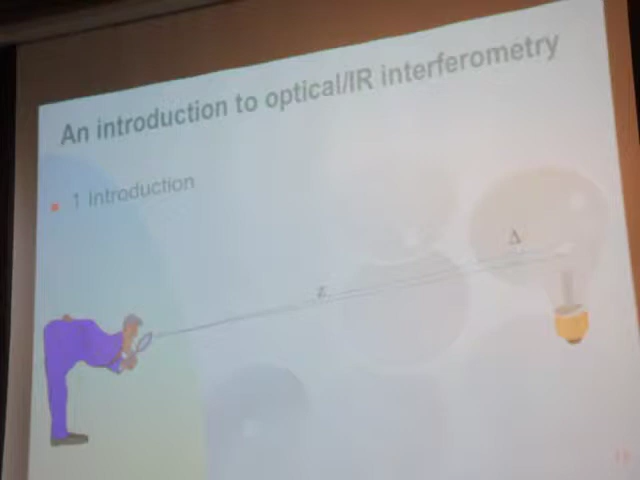 An introduction to optical/IR interferometry
1 Introduction
Δ
z